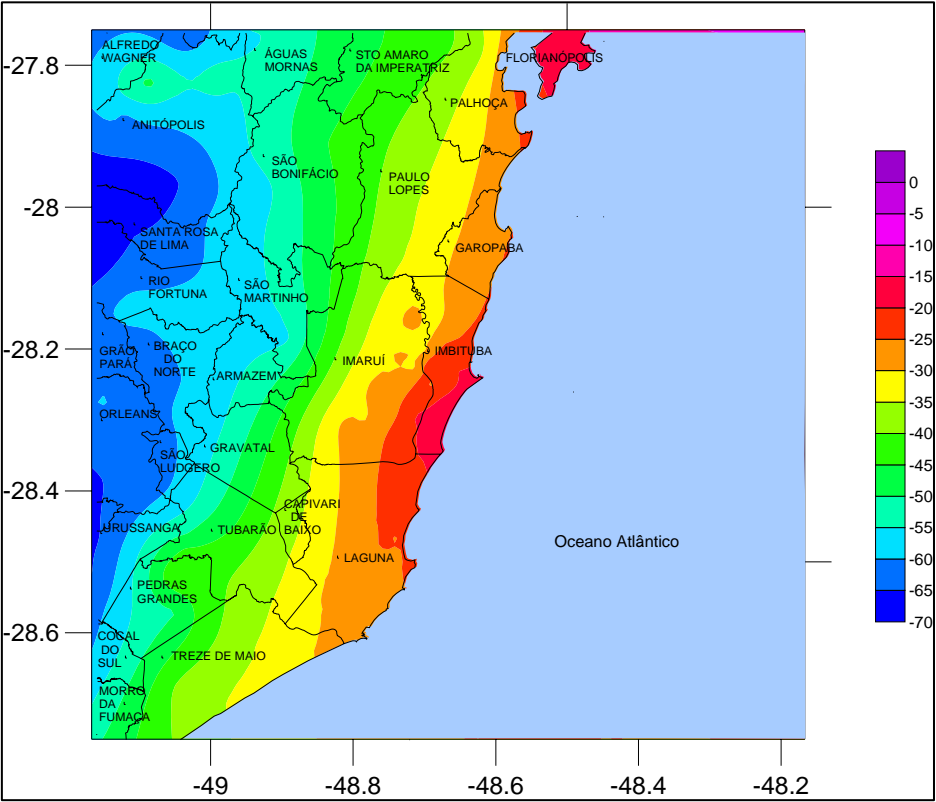 ALFREDO
WAGNER
ÁGUAS
MORNAS
STO AMARO
DA IMPERATRIZ
FLORIANÓPOLIS
-27.8
PALHOÇA
ANITÓPOLIS
SÃO
BONIFÁCIO
PAULO
LOPES
-28
SANTA ROSA
DE LIMA
GAROPABA
RIO
FORTUNA
SÃO
MARTINHO
-28.2
GRÃO
PARÁ
BRAÇO
DO
NORTE
ARMAZEM
IMARUÍ
IMBITUBA
ORLEANS
SÃO
LUDGERO
GRAVATAL
-28.4
URUSSANGA
TUBARÃO
CAPIVARI
DE
BAIXO
LAGUNA
Oceano Atlântico
PEDRAS
GRANDES
-28.6
COCAL
DO
SUL
TREZE DE MAIO
MORRO
DA
FUMAÇA
-49
-48.8
-48.6
-48.4
-48.2
0
-5
-10
-15
-20
-25
-30
-35
-40
-45
-50
-55
-60
-65
-70